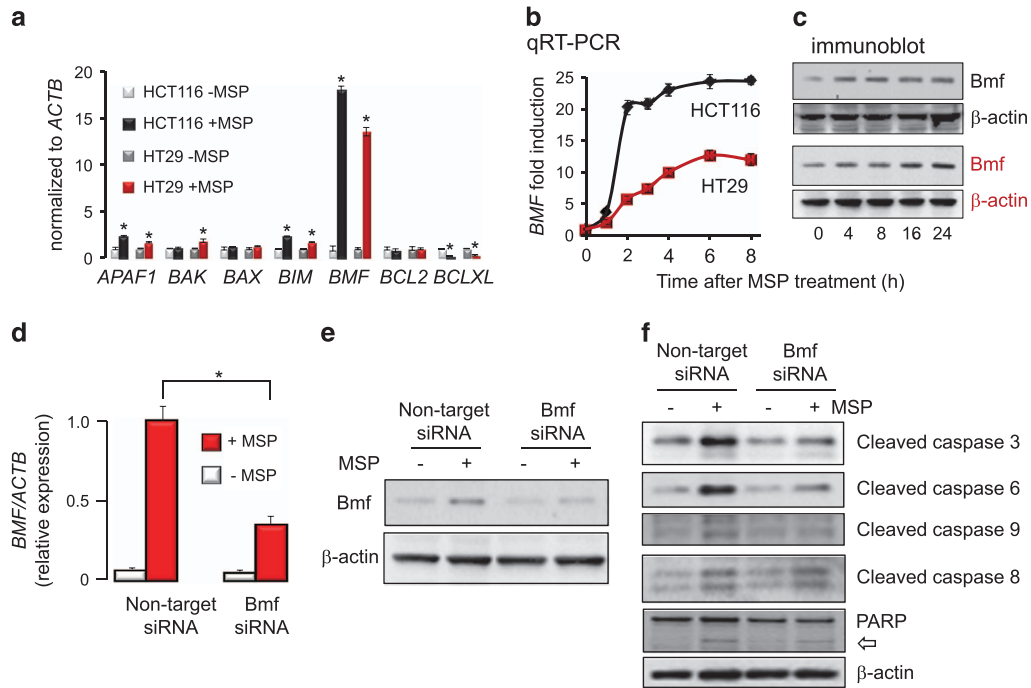 a
normalized to ACTB
20
15
10
5
0
HCT116 -MSP
HCT116 +MSP
HT29 -MSP
HT29 +MSP
* * * * * * * * *
APAF1 BAK BAX BIM BMF BCL2 BCLXL
b
qRT-PCR
BMF fold induction
25
20
15
10
5
0
HCT116
HT29
0 2 4 6 8
Time after MSP treatment (h)
c
immunoblot
Bmf
β-actin
Bmf
β-actin
0 4 8 16 24
d
BMF/ACTB
(relative expression)
1.0
0.5
0
*
+ MSP
- MSP
Non-target
siRNA
Bmf
siRNA
e
Non-target
siRNA
Bmf
siRNA
MSP - + - +
Bmf
β-actin
f
Non-target
siRNA
Bmf
siRNA
- + - + MSP
Cleaved caspase 3
Cleaved caspase 6
Cleaved caspase 9
Cleaved caspase 8
PARP
β-actin